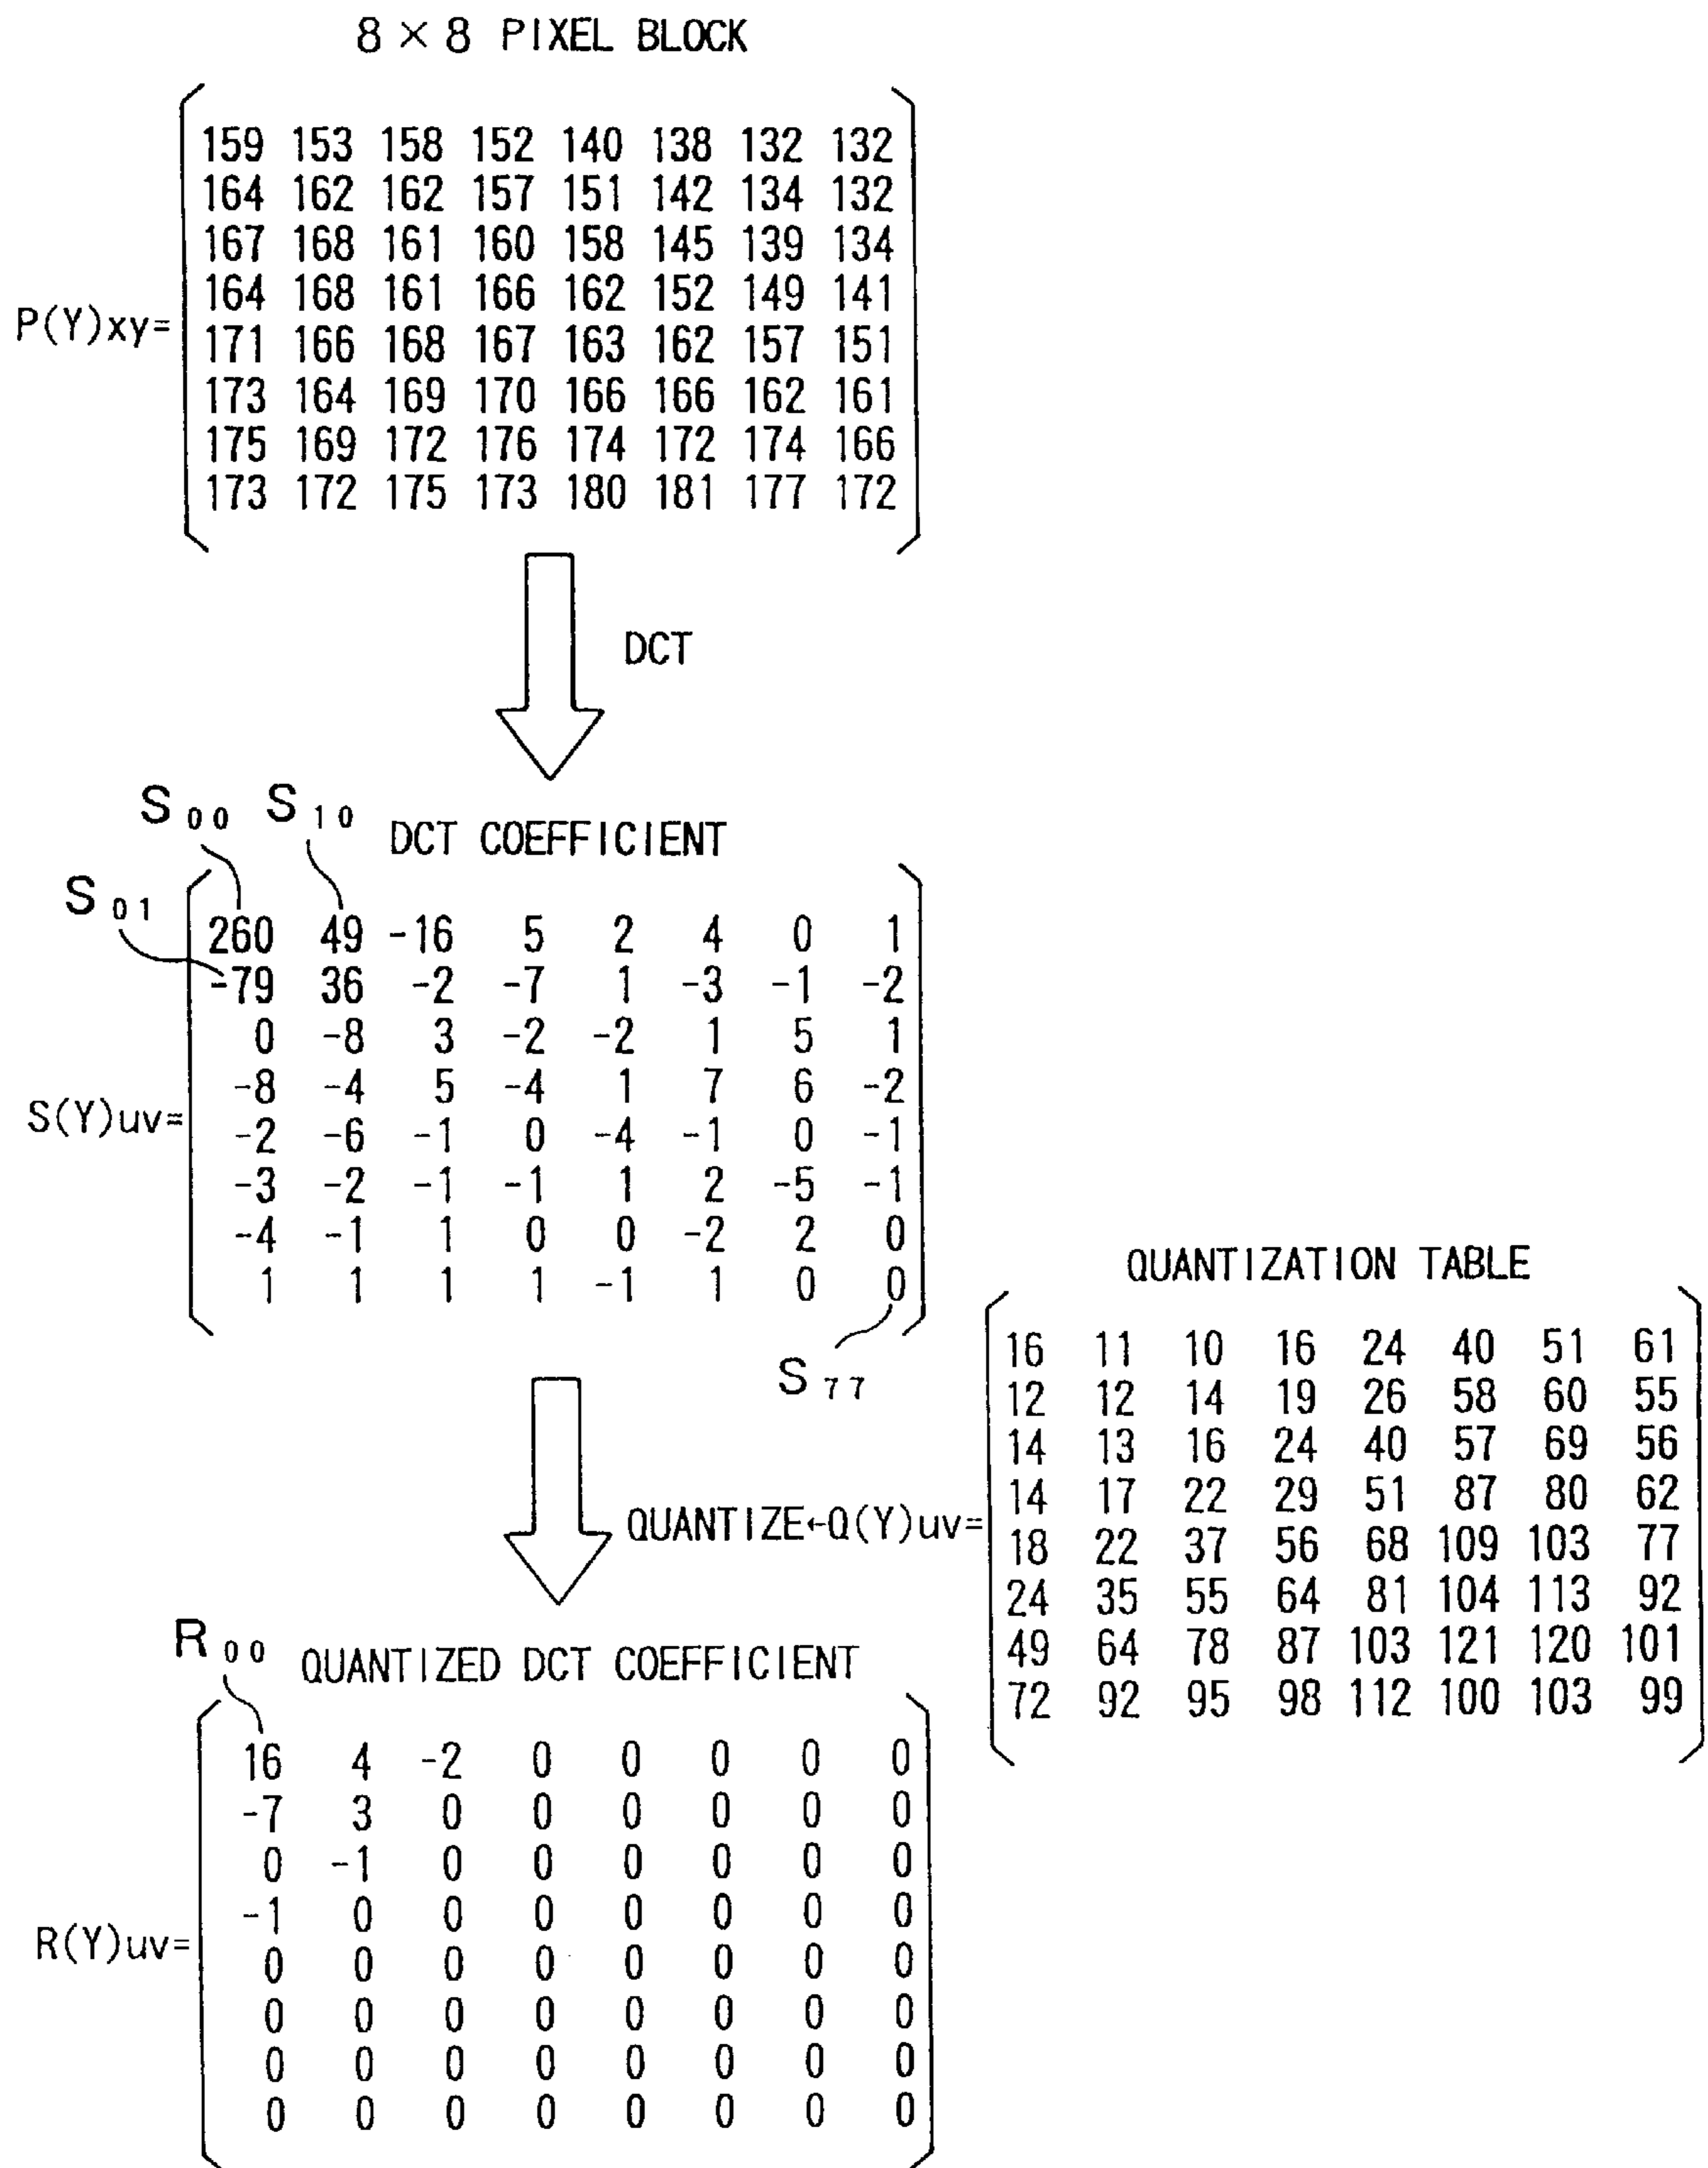 8 × 8 PIXEL BLOCK
159 153 158 152 140 138 132 132
164 162 162 157 151 142 134 132
167 168 161 160 158 145 139 134
164 168 161 166 162 152 149 141
P(Y)xy=
171 166 168 167 163 162 157 151
173 164 169 170 166 166 162 161
175 169 172 176 174 172 174 166
173 172 175 173 180 181 177 172
DCT
S00 S10
DCT COEFFICIENT
S01
260 49 -16 5 2 4 0 1
-79 36 -2 -7 1 -3 -1 -2
0 -8 3 -2 -2 1 5 1
-8 -4 5 -4 1 7 6 -2
S(Y)uv=
-2 -6 -1 0 -4 -1 0 -1
-3 -2 -1 -1 1 2 -5 -1
-4 -1 1 0 0 -2 2 0
1 1 1 1 -1 1 0 0
S77
QUANTIZATION TABLE
16 11 10 16 24 40 51 61
12 12 14 19 26 58 60 55
14 13 16 24 40 57 69 56
14 17 22 29 51 87 80 62
QUANTIZE←Q(Y)uv=
18 22 37 56 68 109 103 77
24 35 55 64 81 104 113 92
49 64 78 87 103 121 120 101
72 92 95 98 112 100 103 99
R00
QUANTIZED DCT COEFFICIENT
16 4 -2 0 0 0 0 0
-7 3 0 0 0 0 0 0
0 -1 0 0 0 0 0 0
-1 0 0 0 0 0 0 0
R(Y)uv=
0 0 0 0 0 0 0 0
0 0 0 0 0 0 0 0
0 0 0 0 0 0 0 0
0 0 0 0 0 0 0 0